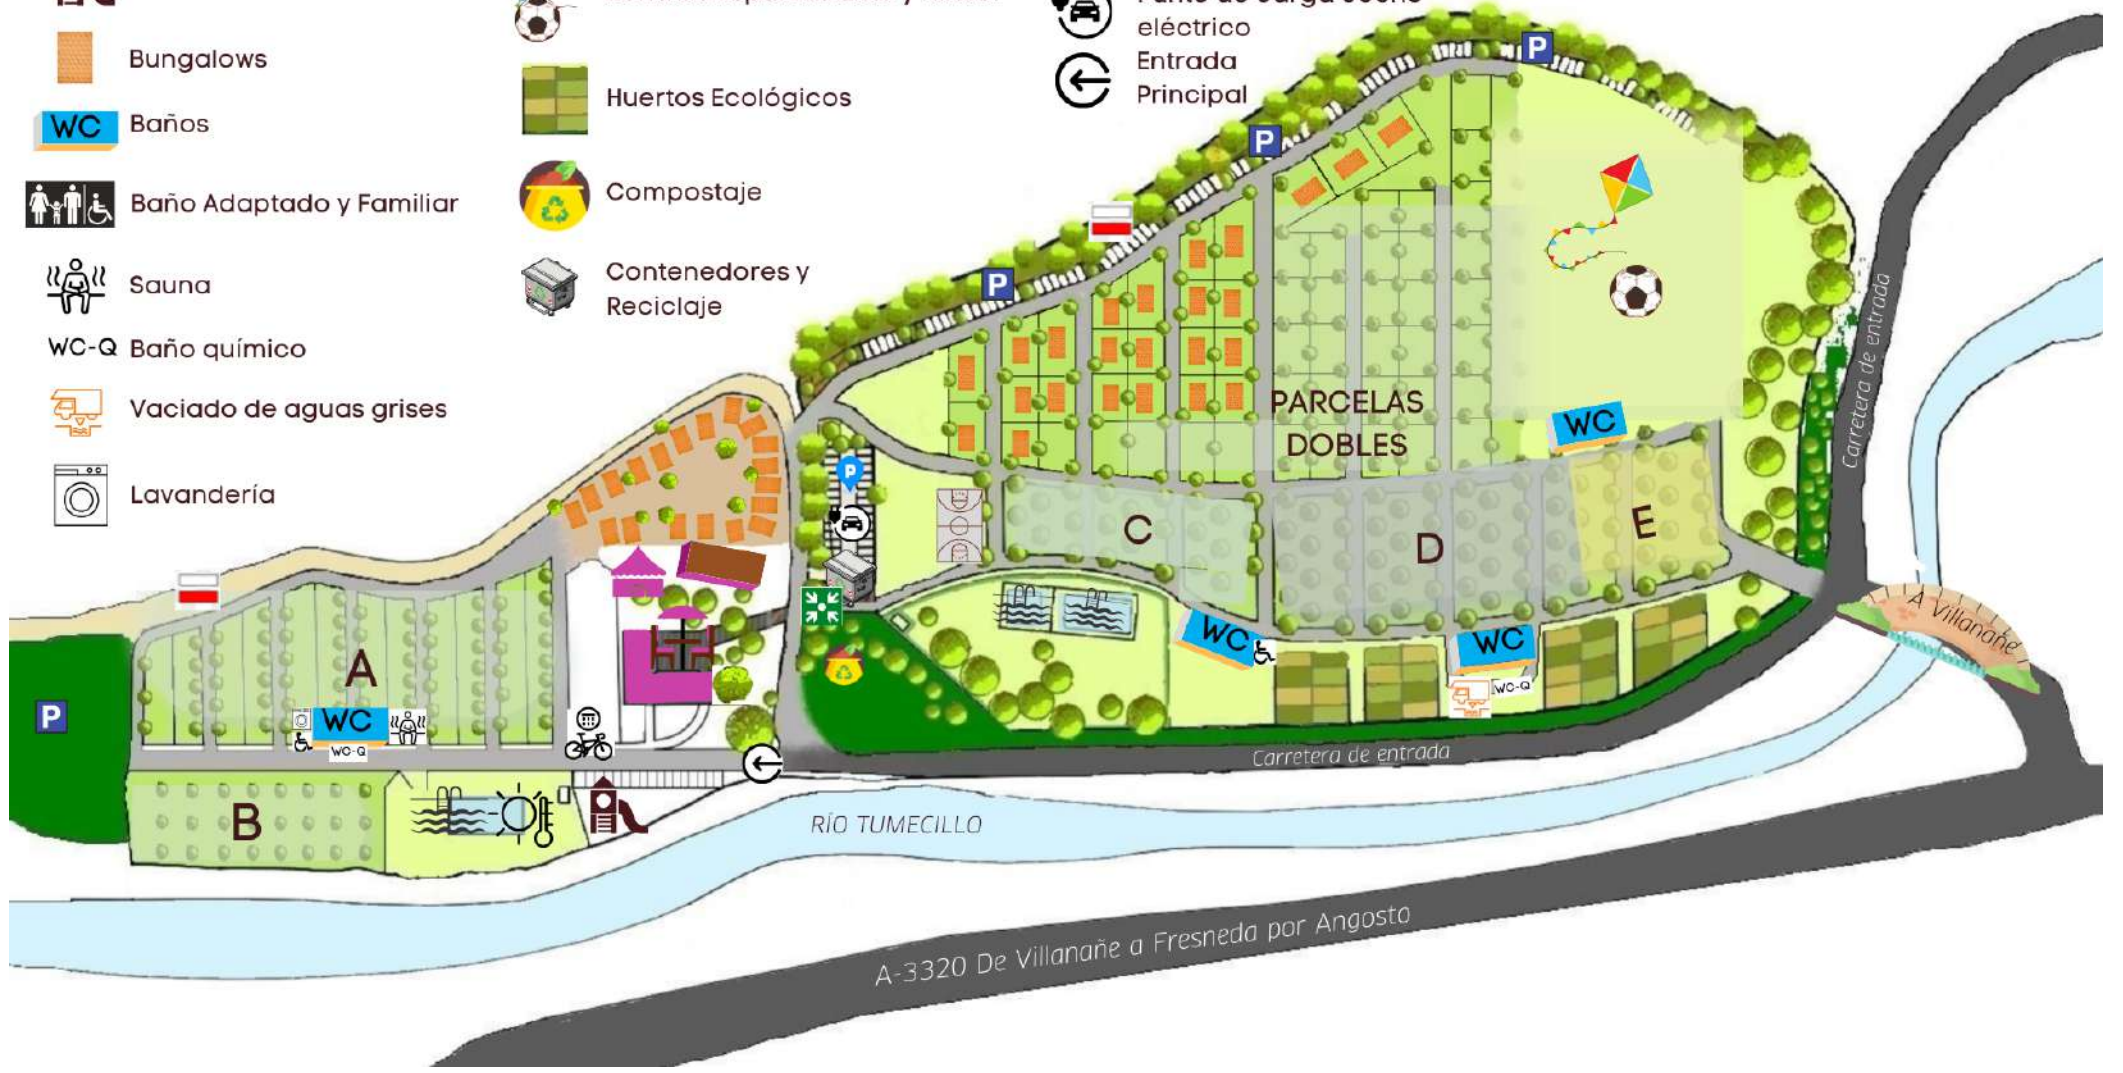 Bungalows
WC
Baños
Baño Adaptado y Familiar
Sauna
WC-Q Baño químico
Vaciado de aguas grises
Lavandería
Huertos Ecológicos
Compostaje
Contenedores y
Reciclaje
eléctrico
Entrada
Principal
P
P
P
P
P
PARCELAS
DOBLES
WC
C
D
E
A
B
WC
WC-Q
WC
WC
WC-Q
Carretera de entrada
Carretera de entrada
A Villanañe
RÍO TUMECILLO
A-3320 De Villanañe a Fresneda por Angosto